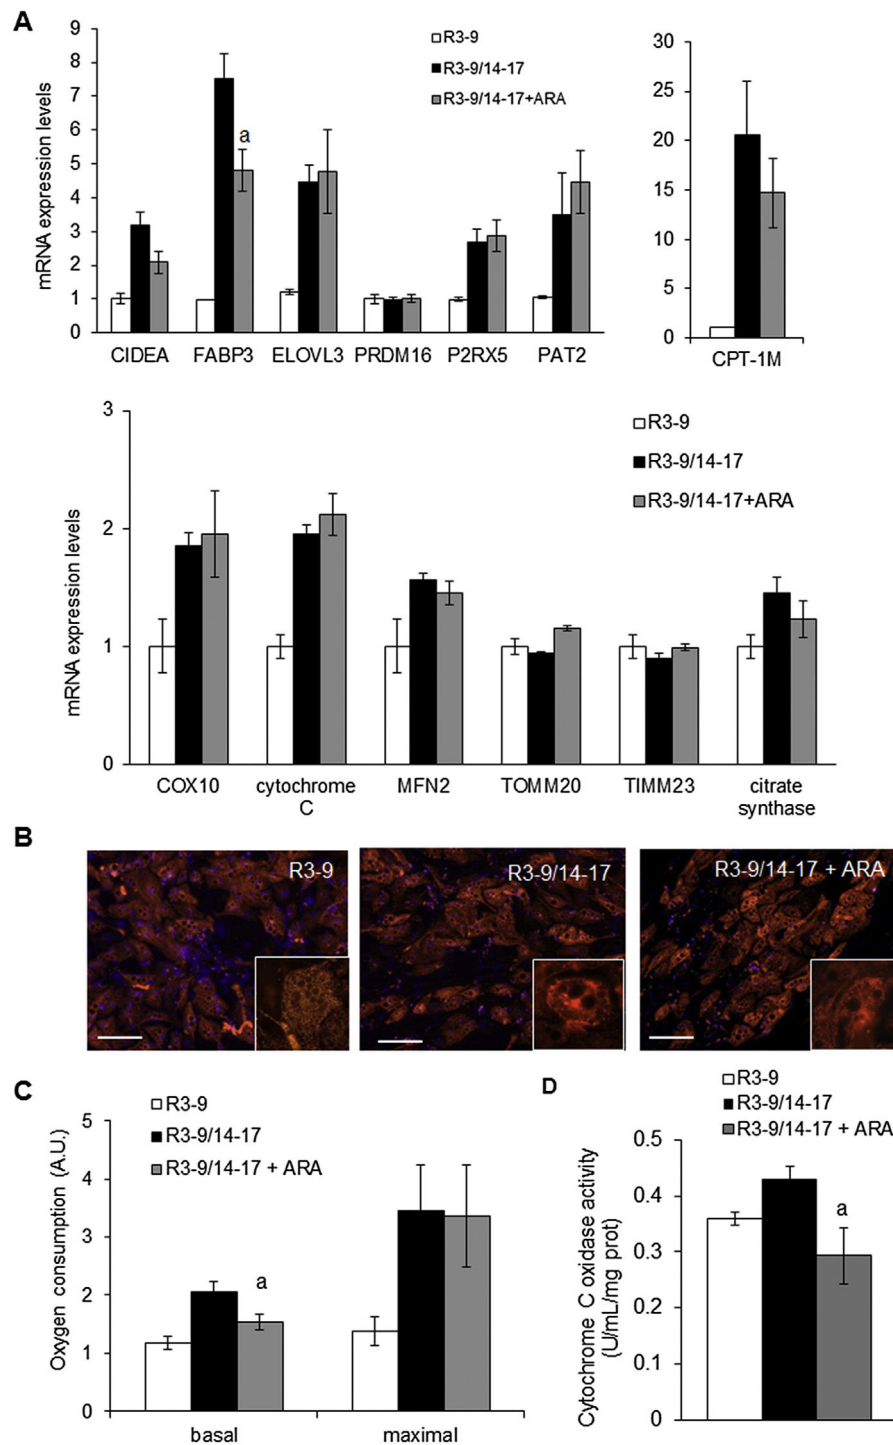 A
mRNA expression levels
9
8
7
6
5
4
3
2
1
0
R3-9
R3-9/14-17
R3-9/14-17+ARA
a
CIDEA FABP3 ELOVL3 PRDM16 P2RX5 PAT2
30
25
20
15
10
5
0
CPT-1M
mRNA expression levels
3
2
1
0
R3-9
R3-9/14-17
R3-9/14-17+ARA
COX10 cytochrome C MFN2 TOMM20 TIMM23 citrate synthase
B
R3-9
R3-9/14-17
R3-9/14-17 + ARA
C
Oxygen consumption (A.U.)
5
4
3
2
1
0
R3-9
R3-9/14-17
R3-9/14-17 + ARA
a
basal maximal
D
R3-9
R3-9/14-17
R3-9/14-17 + ARA
Cytochrome C oxidase activity
(U/mL/mg prot)
0.5
0.4
0.3
0.2
0.1
0
a